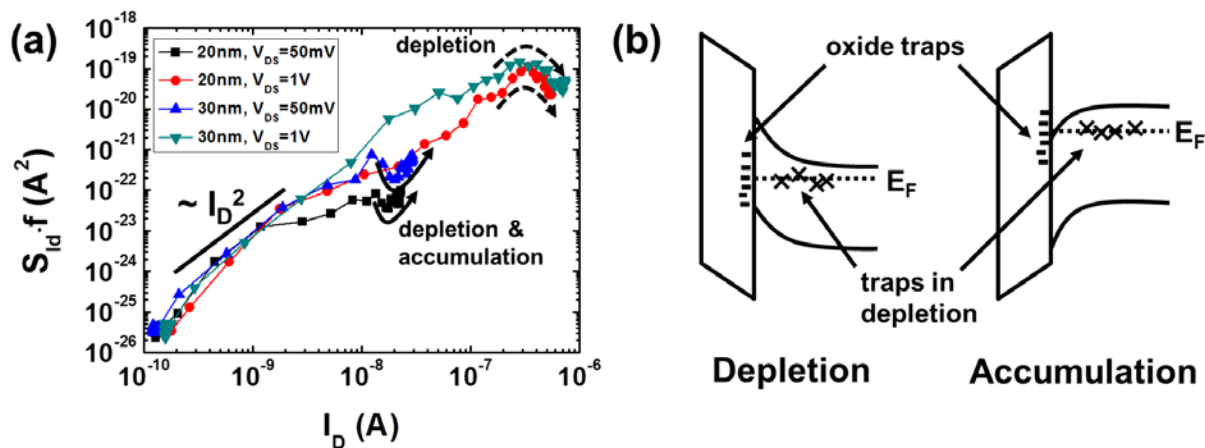 (a)
10^-18
10^-19
10^-20
10^-21
10^-22
10^-23
10^-24
10^-25
10^-26
S_Id·f (A^2)
20nm, V_DS=50mV
20nm, V_DS=1V
30nm, V_DS=50mV
30nm, V_DS=1V
depletion
~ I_D^2
depletion &
accumulation
10^-10
10^-9
10^-8
10^-7
10^-6
I_D (A)
(b)
oxide traps
E_F
E_F
traps in
depletion
Depletion
Accumulation